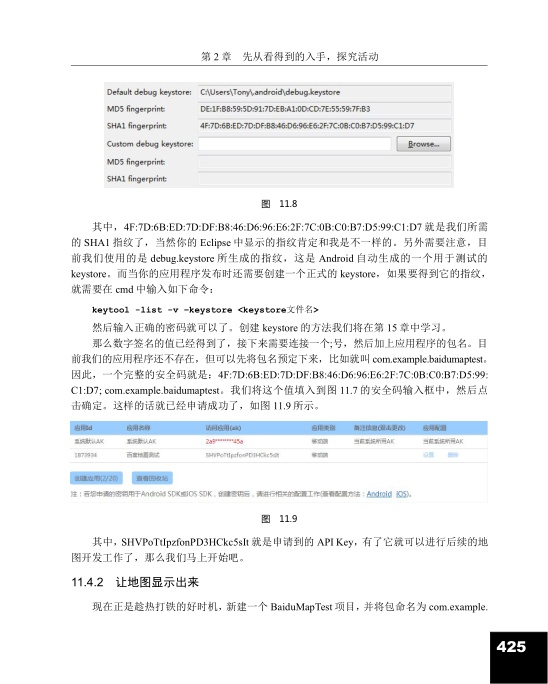 第 2 章 先从看得到的入手，探究活动
Default debug keystore: C:\Users\Tony\.android\debug.keystore
MD5 fingerprint: DE:1F:B8:59:5D:91:7D:EB:A1:0D:CD:7E:55:59:7F:B3
SHA1 fingerprint: 4F:7D:6B:ED:7D:DF:B8:46:D6:96:E6:2F:7C:0B:C0:B7:D5:99:C1:D7
Custom debug keystore: Browse...
MD5 fingerprint:
SHA1 fingerprint:
图 11.8
其中，4F:7D:6B:ED:7D:DF:B8:46:D6:96:E6:2F:7C:0B:C0:B7:D5:99:C1:D7 就是我们所需
的 SHA1 指纹了，当然你的 Eclipse 中显示的指纹肯定和我是不一样的。另外需要注意，目
前我们使用的是 debug.keystore 所生成的指纹，这是 Android 自动生成的一个用于测试的
keystore。而当你的应用程序发布时还需要创建一个正式的 keystore，如果要得到它的指纹，
就需要在 cmd 中输入如下命令：
keytool -list -v -keystore <keystore文件名>
然后输入正确的密码就可以了。创建 keystore 的方法我们将在第 15 章中学习。
那么数字签名的值已经得到了，接下来需要连接一个;号，然后加上应用程序的包名。目
前我们的应用程序还不存在，但可以先将包名预定下来，比如就叫 com.example.baidumaptest。
因此，一个完整的安全码就是：4F:7D:6B:ED:7D:DF:B8:46:D6:96:E6:2F:7C:0B:C0:B7:D5:99:
C1:D7; com.example.baidumaptest。我们将这个值填入到图 11.7 的安全码输入框中，然后点
击确定。这样的话就已经申请成功了，如图 11.9 所示。
应用Id 应用名称 访问应用(ak) 应用类别 备注信息(双击更改) 应用配置
系统默认AK 系统默认AK 2a9********45a 移动端 当前系统所用AK 当前系统所用AK
1873934 百度地图测试 SHVPoTtIpzfonPD3HCkc5sIt 移动端 设置 删除
创建应用(2/20) 查看回收站
注：若您申请的密钥用于Android SDK或iOS SDK，创建密钥后，请进行相关的配置工作(查看配置方法：Android IOS)。
图 11.9
其中，SHVPoTtIpzfonPD3HCkc5sIt 就是申请到的 API Key，有了它就可以进行后续的地
图开发工作了，那么我们马上开始吧。
11.4.2 让地图显示出来
现在正是趁热打铁的好时机，新建一个 BaiduMapTest 项目，并将包命名为 com.example.
425